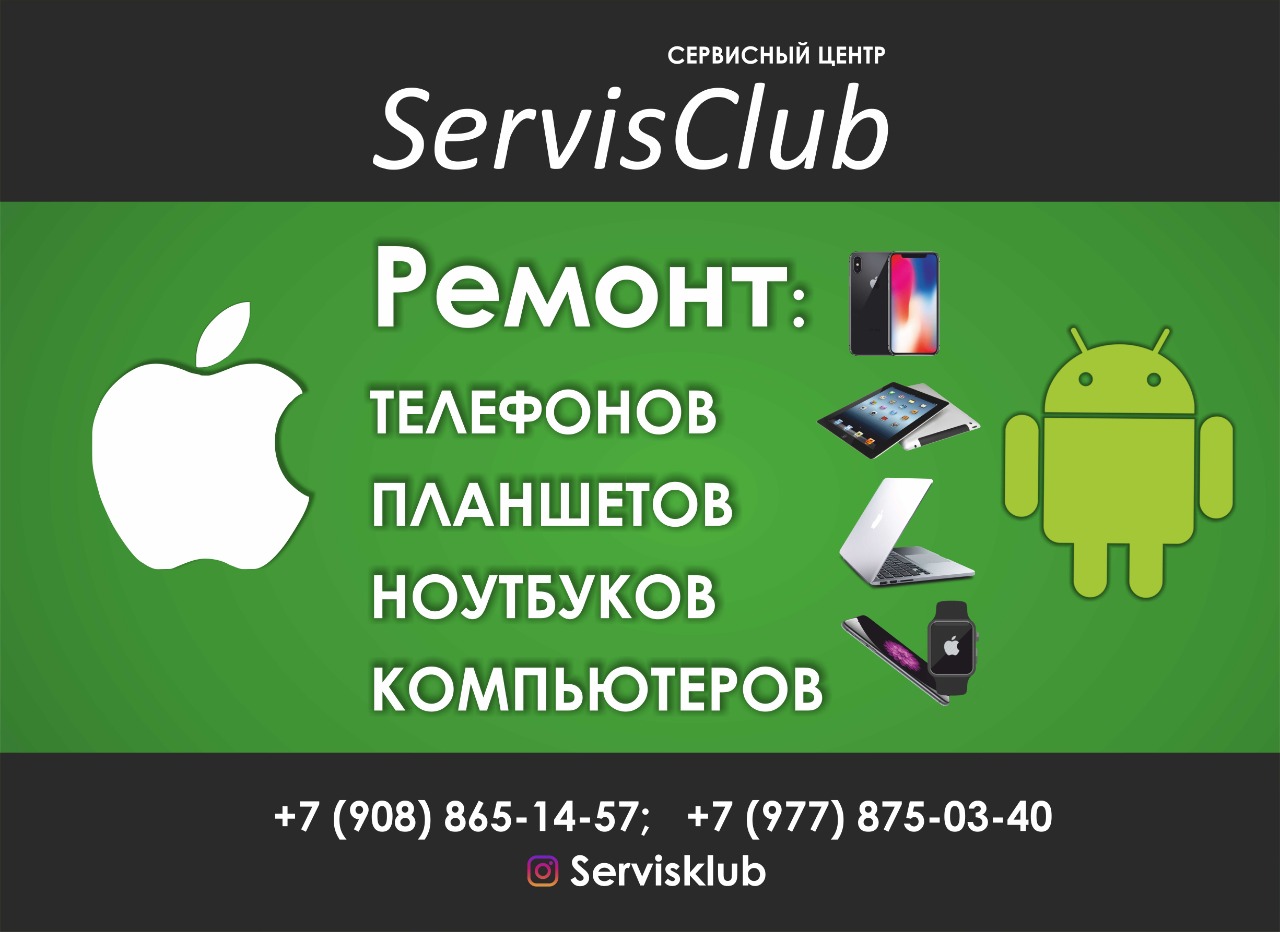 СЕРВИСНЫЙ ЦЕНТР
ServisClub
Ремонт:
ТЕЛЕФОНОВ
ПЛАНШЕТОВ
НОУТБУКОВ
КОМПЬЮТЕРОВ
+7 (908) 865-14-57; +7 (977) 875-03-40
Servisklub